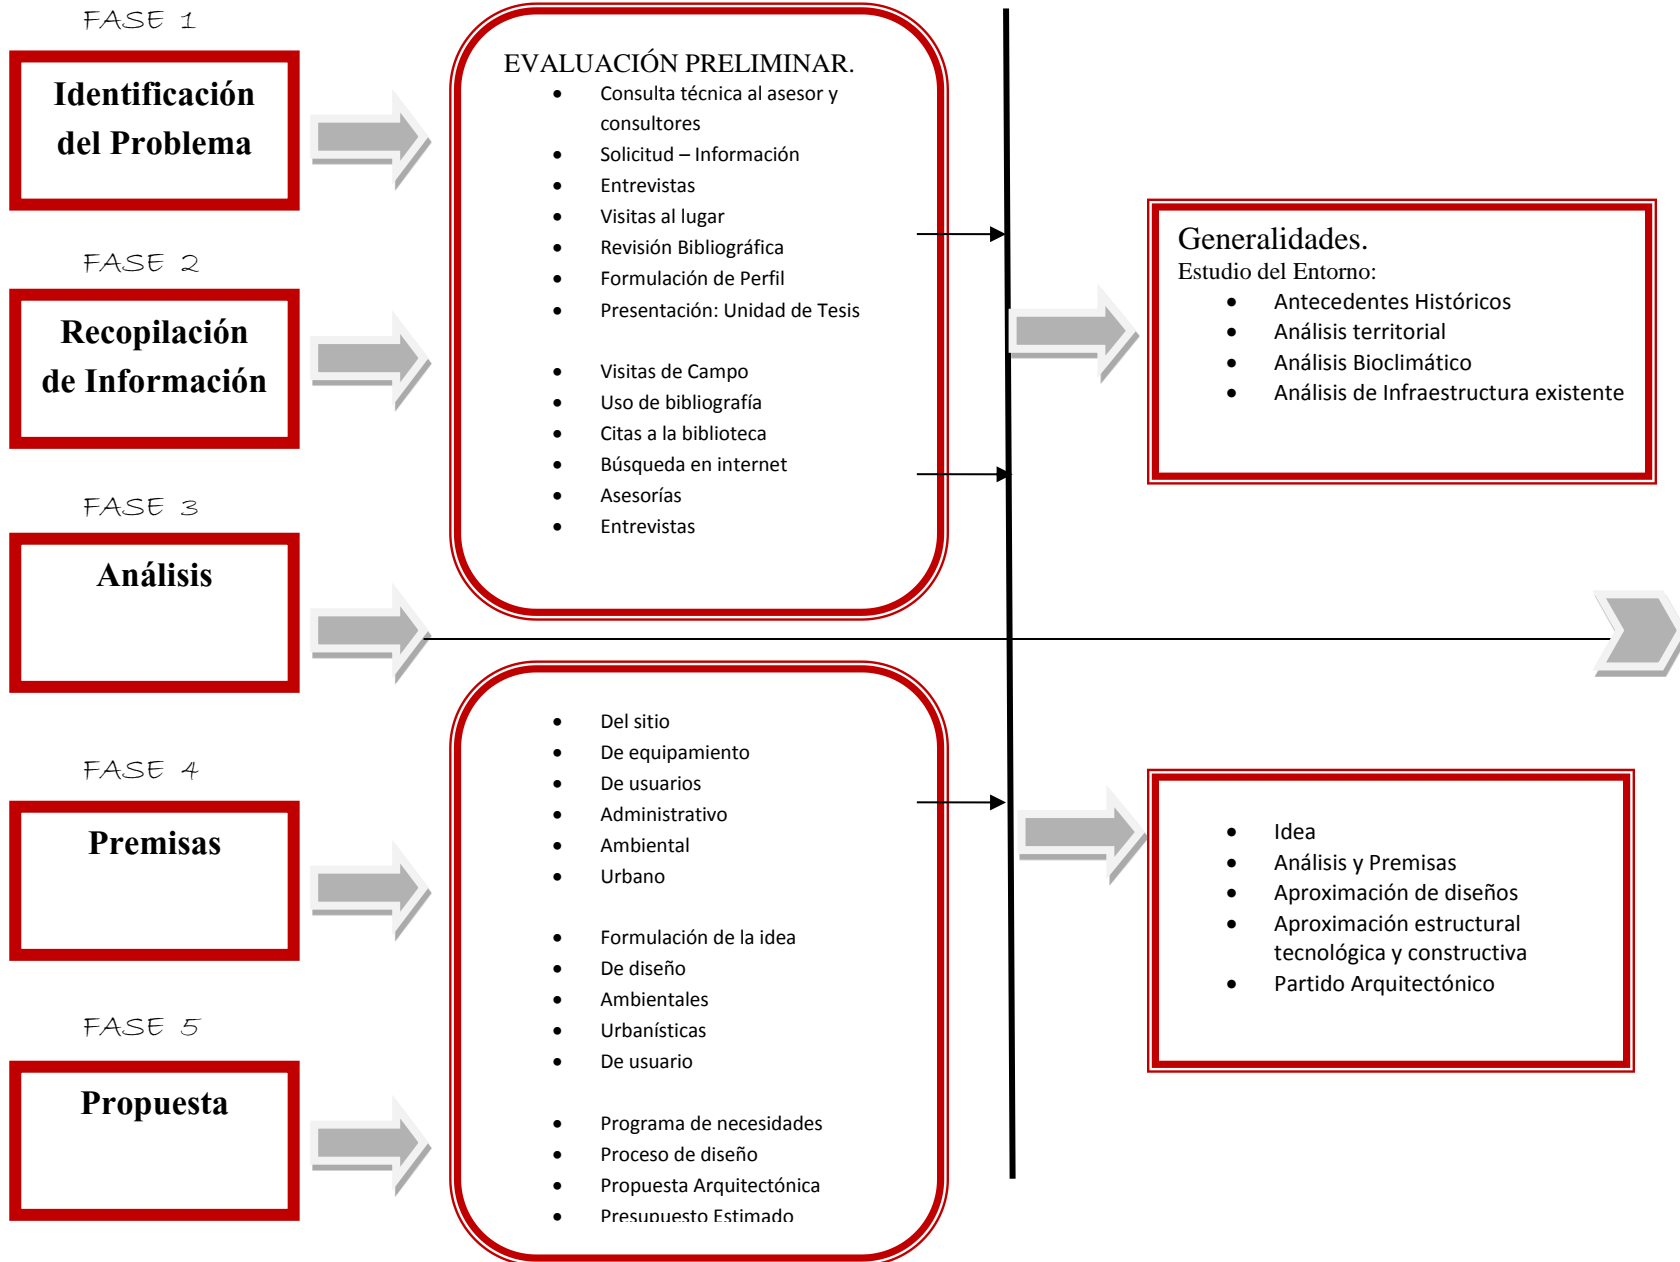 FASE 1
Identificación
del Problema
FASE 2
Recopilación
de Información
FASE 3
Análisis
FASE 4
Premisas
FASE 5
Propuesta
EVALUACIÓN PRELIMINAR.
• Consulta técnica al asesor y
consultores
• Solicitud – Información
• Entrevistas
• Visitas al lugar
• Revisión Bibliográfica
• Formulación de Perfil
• Presentación: Unidad de Tesis
• Visitas de Campo
• Uso de bibliografía
• Citas a la biblioteca
• Búsqueda en internet
• Asesorías
• Entrevistas
• Del sitio
• De equipamiento
• De usuarios
• Administrativo
• Ambiental
• Urbano
• Formulación de la idea
• De diseño
• Ambientales
• Urbanísticas
• De usuario
• Programa de necesidades
• Proceso de diseño
• Propuesta Arquitectónica
• Presupuesto Estimado
Generalidades.
Estudio del Entorno:
• Antecedentes Históricos
• Análisis territorial
• Análisis Bioclimático
• Análisis de Infraestructura existente
• Idea
• Análisis y Premisas
• Aproximación de diseños
• Aproximación estructural
tecnológica y constructiva
• Partido Arquitectónico